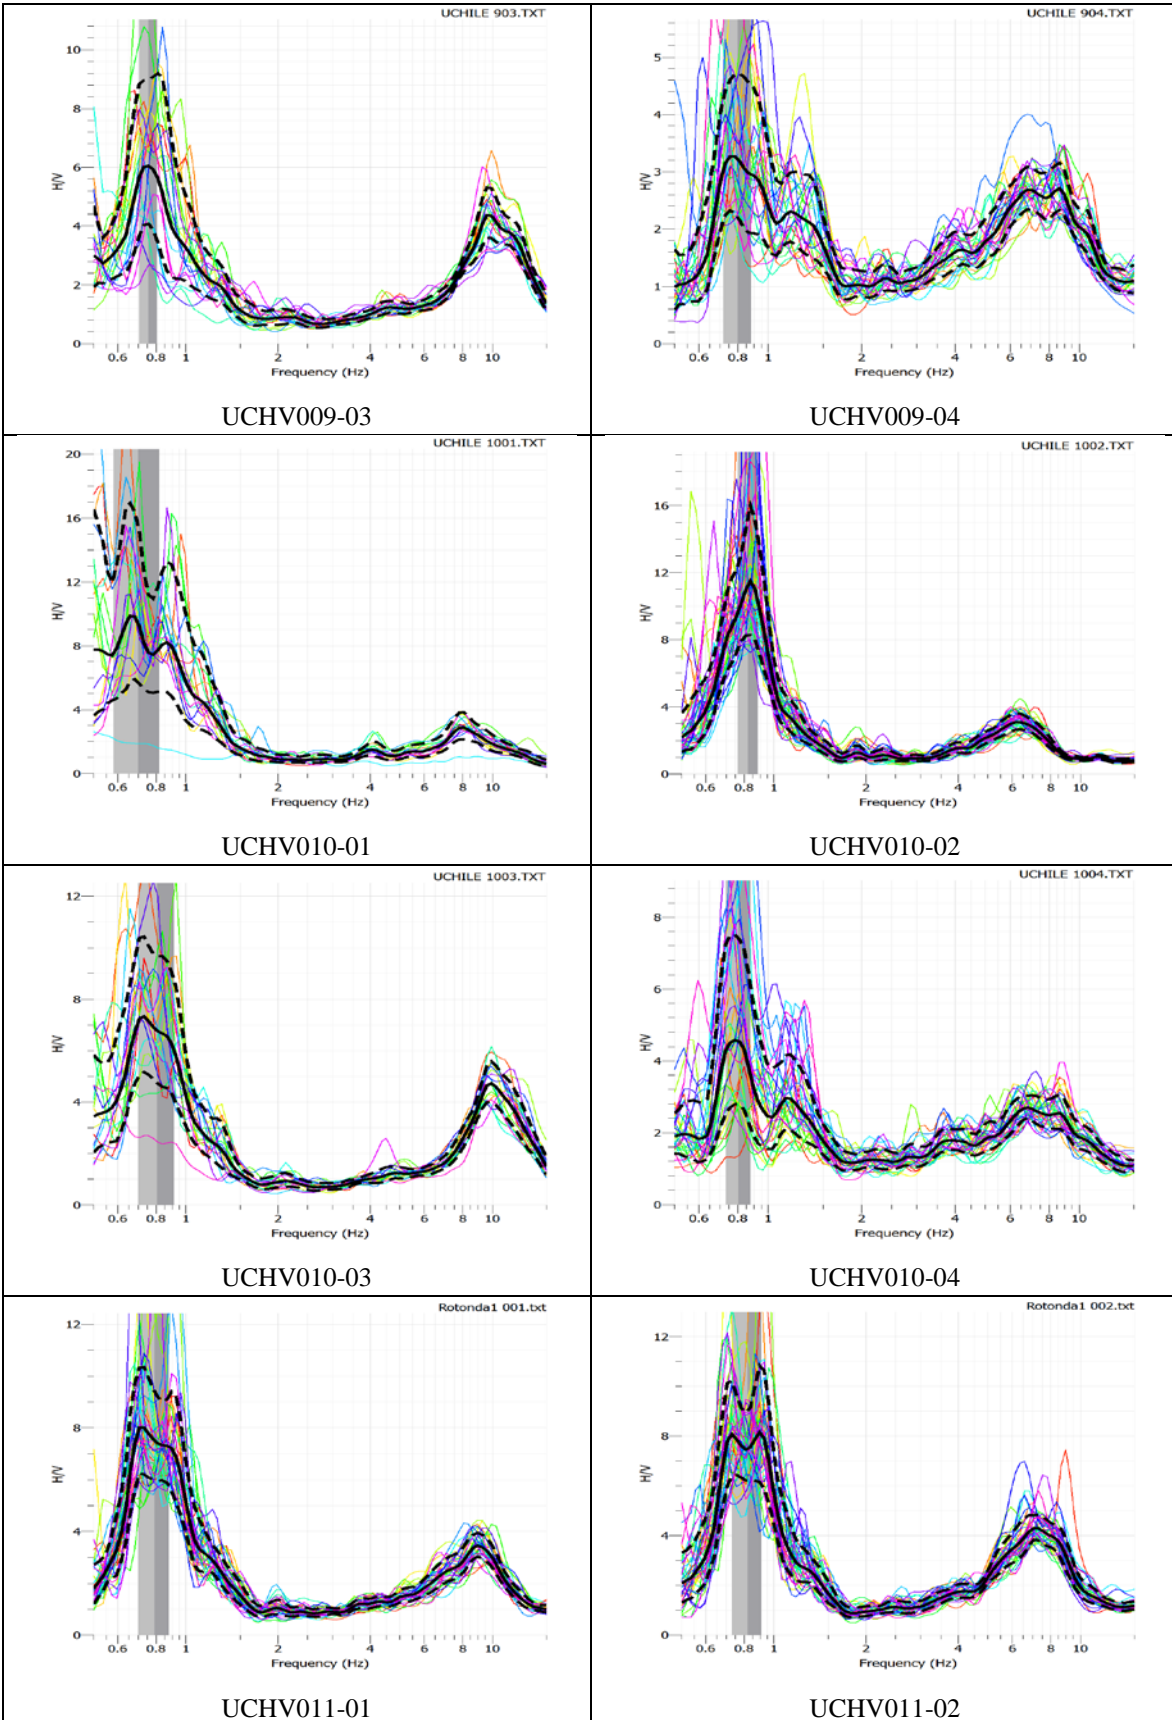 UCHILE 903.TXT
10
8
6
4
2
0
H/V
0.6 0.8 1 2 4 6 8 10
Frequency (Hz)
UCHV009-03
UCHILE 904.TXT
5
4
3
2
1
0
H/V
0.6 0.8 1 2 4 6 8 10
Frequency (Hz)
UCHV009-04
UCHILE 1001.TXT
20
16
12
8
4
0
H/V
0.6 0.8 1 2 4 6 8 10
Frequency (Hz)
UCHV010-01
UCHILE 1002.TXT
16
12
8
4
0
H/V
0.6 0.8 1 2 4 6 8 10
Frequency (Hz)
UCHV010-02
UCHILE 1003.TXT
12
8
4
0
H/V
0.6 0.8 1 2 4 6 8 10
Frequency (Hz)
UCHV010-03
UCHILE 1004.TXT
8
6
4
2
0
H/V
0.6 0.8 1 2 4 6 8 10
Frequency (Hz)
UCHV010-04
Rotonda1 001.txt
12
8
4
0
H/V
0.6 0.8 1 2 4 6 8 10
Frequency (Hz)
UCHV011-01
Rotonda1 002.txt
12
8
4
0
H/V
0.6 0.8 1 2 4 6 8 10
Frequency (Hz)
UCHV011-02